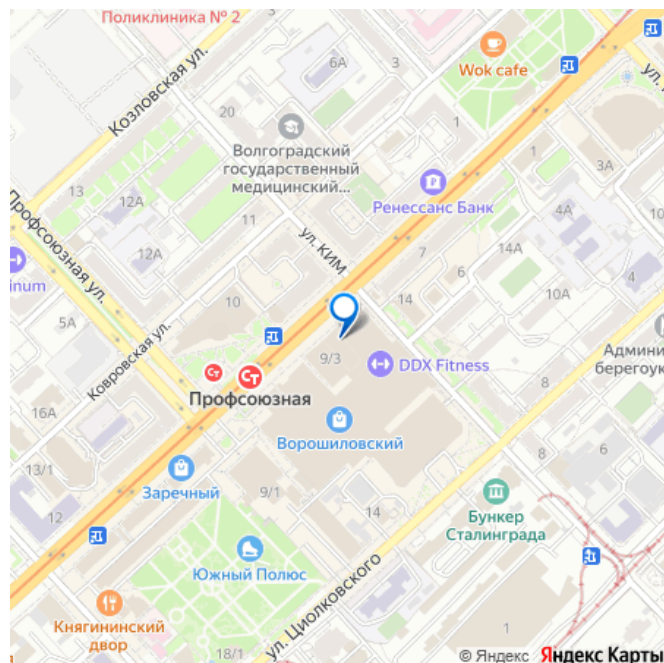 Поликлиника № 2
Козловская ул.
6А
3
Wok cafe
20
Волгоградский
государственный
медицинский...
1
1
3А
Ренессанс Банк
13
12А
Профсоюзная ул.
11
ул. КИМ
7
4А
14А
12А
6
inum
10
14
10А
5А
Ковровская ул.
9/3
DDX Fitness
Админи
берегоук
8
Профсоюзная
16А
Ворошиловский
13/1
Заречный
9/1
8
6
12
14
Бункер
Сталинграда
Южный Полюс
ул. Циолковского
Княгининский
двор
18/1
1
© Яндекс Яндекс Карты